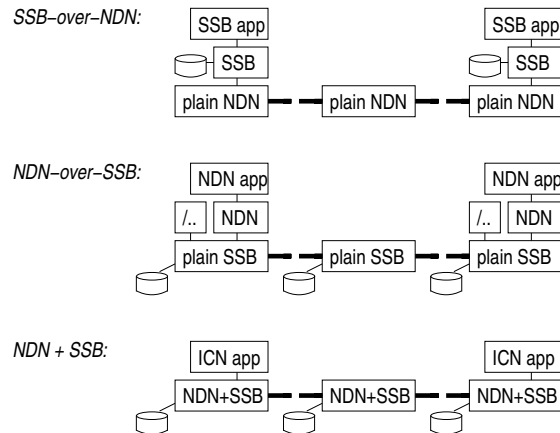 SSB–over–NDN:
SSB app SSB app
SSB SSB
plain NDN plain NDN plain NDN
NDN–over–SSB:
NDN app NDN app
/.. NDN /.. NDN
plain SSB plain SSB plain SSB
NDN + SSB:
ICN app ICN app
NDN+SSB NDN+SSB NDN+SSB